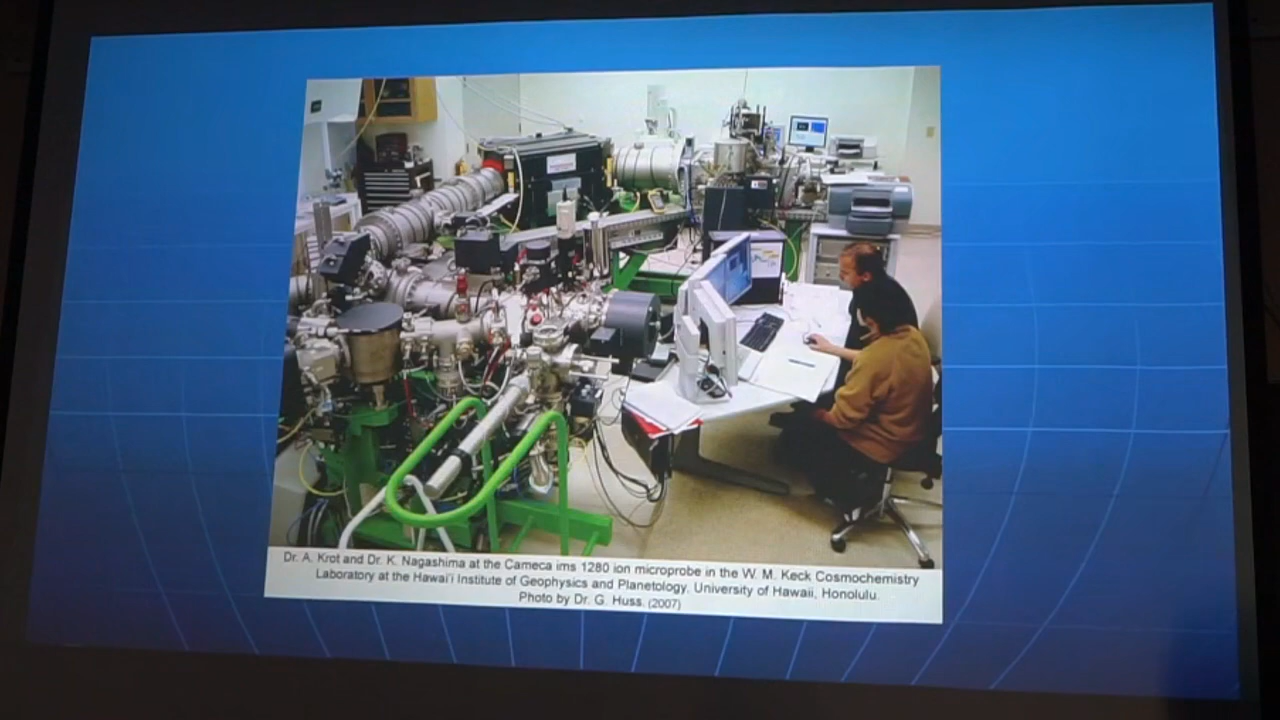 Dr. A. Krot and Dr. K. Nagashima at the Cameca ims 1280 ion microprobe in the W. M. Keck Cosmochemistry
Laboratory at the Hawai'i Institute of Geophysics and Planetology, University of Hawaii, Honolulu.
Photo by Dr. G. Huss. (2007)